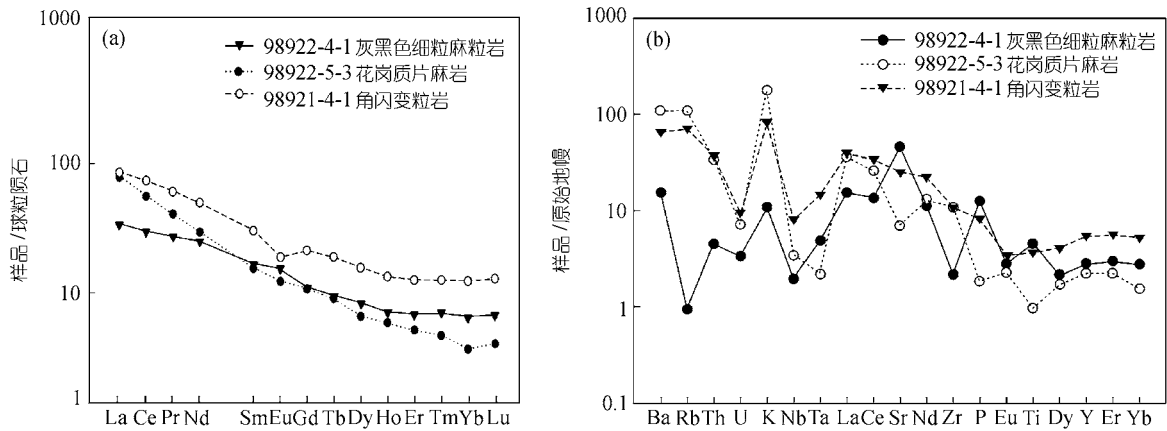 (a)
98922-4-1 灰黑色细粒麻粒岩
98922-5-3 花岗质片麻岩
98921-4-1 角闪变粒岩
样品/球粒陨石
1000
100
10
1
La Ce Pr Nd Sm Eu Gd Tb Dy Ho Er Tm Yb Lu
(b)
98922-4-1 灰黑色细粒麻粒岩
98922-5-3 花岗质片麻岩
98921-4-1 角闪变粒岩
样品/原始地幔
1000
100
10
1
0.1
Ba Rb Th U K Nb Ta La Ce Sr Nd Zr P Eu Ti Dy Y Er Yb